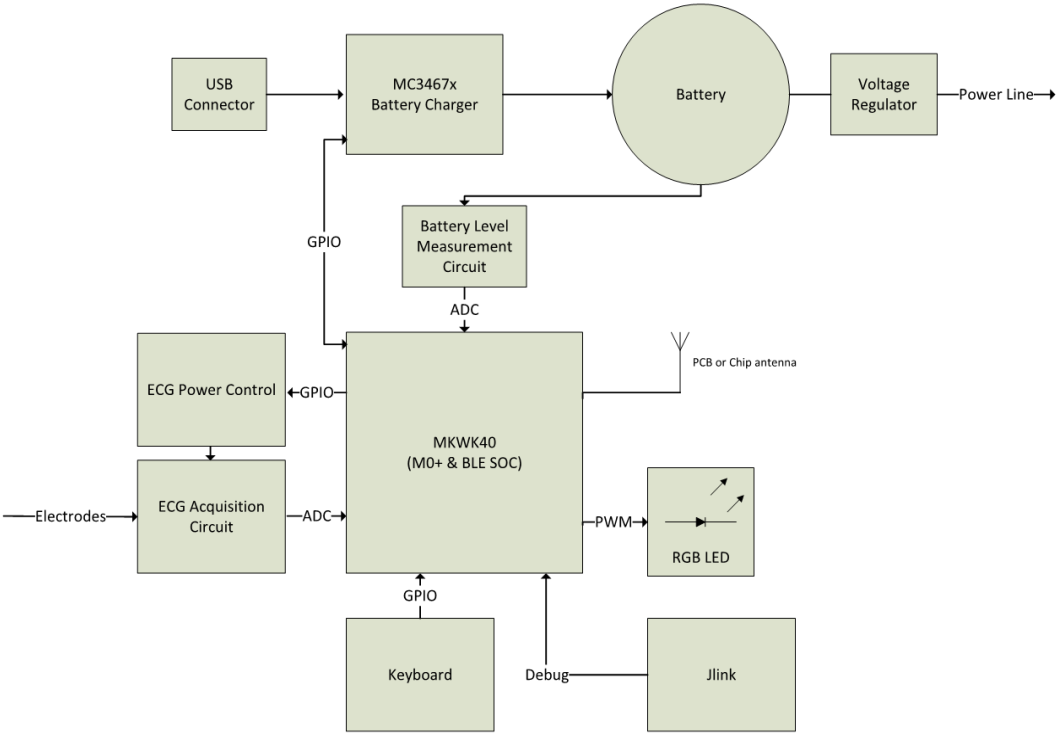 USB
Connector
MC3467x
Battery Charger
Battery
Voltage
Regulator
Power Line
GPIO
Battery Level
Measurement
Circuit
ADC
PCB or Chip antenna
ECG Power Control
GPIO
MKWK40
(M0+ & BLE SOC)
Electrodes
ECG Acquisition
Circuit
ADC
PWM
RGB LED
GPIO
Keyboard
Debug
Jlink